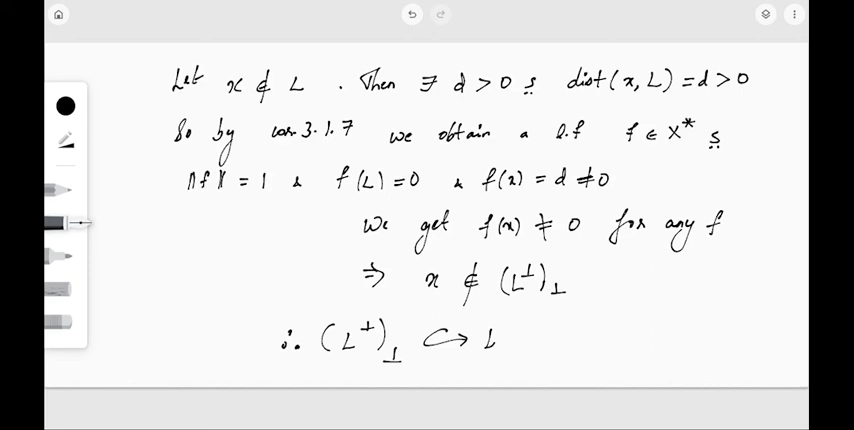 Let x ∉ L . Then ∃ d > 0 s̤ dist(x, L) = d > 0
So by cor. 3.1.7 we obtain a l.f f ∈ X* s̤
‖f‖ = 1 & f(L) = 0 & f(x) = d ≠ 0
We get f(x) ≠ 0 for any f
⇒ x ∉ (L^⊥)_⊥
∴ (L^⊥)_⊥ ↪ L